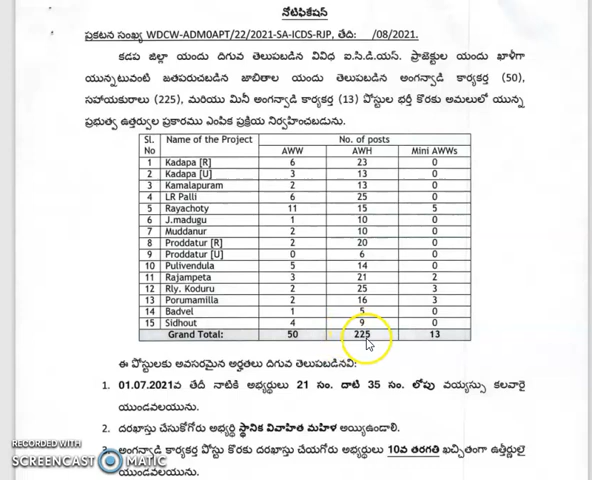 నోటిఫికేషన్
ప్రకటన సంఖ్య WDCW-ADM0APT/22/2021-SA-ICDS-RJP, తేది: /08/2021.
కడప జిల్లా యందు దిగువ తెలుపబడిన వివిధ ఐ.సి.డి.యస్. ప్రాజెక్టుల యందు ఖాళీగా
యున్నటువంటి జతపరుచబడిన జాబితాల యందు తెలుపబడిన అంగన్వాడి కార్యకర్త (50),
సహాయకురాలు (225), మరియు మినీ అంగన్వాడి కార్యకర్త (13) పోస్టుల భర్తీ కొరకు అమలులో యున్న
ప్రభుత్వ ఉత్తర్వుల ప్రకారము ఎంపిక ప్రక్రియ నిర్వహించబడును.
Sl. No Name of the Project No. of posts
AWW AWH Mini AWWs
1 Kadapa [R] 6 23 0
2 Kadapa [U] 3 13 0
3 Kamalapuram 2 13 0
4 LR Palli 6 25 0
5 Rayachoty 11 15 5
6 J.madugu 1 10 0
7 Muddanur 2 10 0
8 Proddatur [R] 2 20 0
9 Proddatur [U] 0 6 0
10 Pulivendula 5 14 0
11 Rajampeta 3 21 2
12 Rly. Koduru 2 25 3
13 Porumamilla 2 16 3
14 Badvel 1 5 0
15 Sidhout 4 9 0
Grand Total: 50 225 13
ఈ పోస్టులకు అవసరమైన అర్హతలు దిగువ తెలుపబడినవి:
1. 01.07.2021వ తేదీ నాటికి అభ్యర్థులు 21 సం. దాటి 35 సం. లోపు వయస్సు కలవారై
యుండవలయును.
2. దరఖాస్తు చేసుకోగోరు అభ్యర్థి స్థానిక వివాహిత మహిళ అయ్యిఉండాలి.
3. అంగన్వాడి కార్యకర్త పోస్టు కొరకు దరఖాస్తు చేయగోరు అభ్యర్థులు 10వ తరగతి ఖచ్చితంగా ఉత్తీర్ణులై
యుండవలయును.
RECORDED WITH
SCREENCAST MATIC